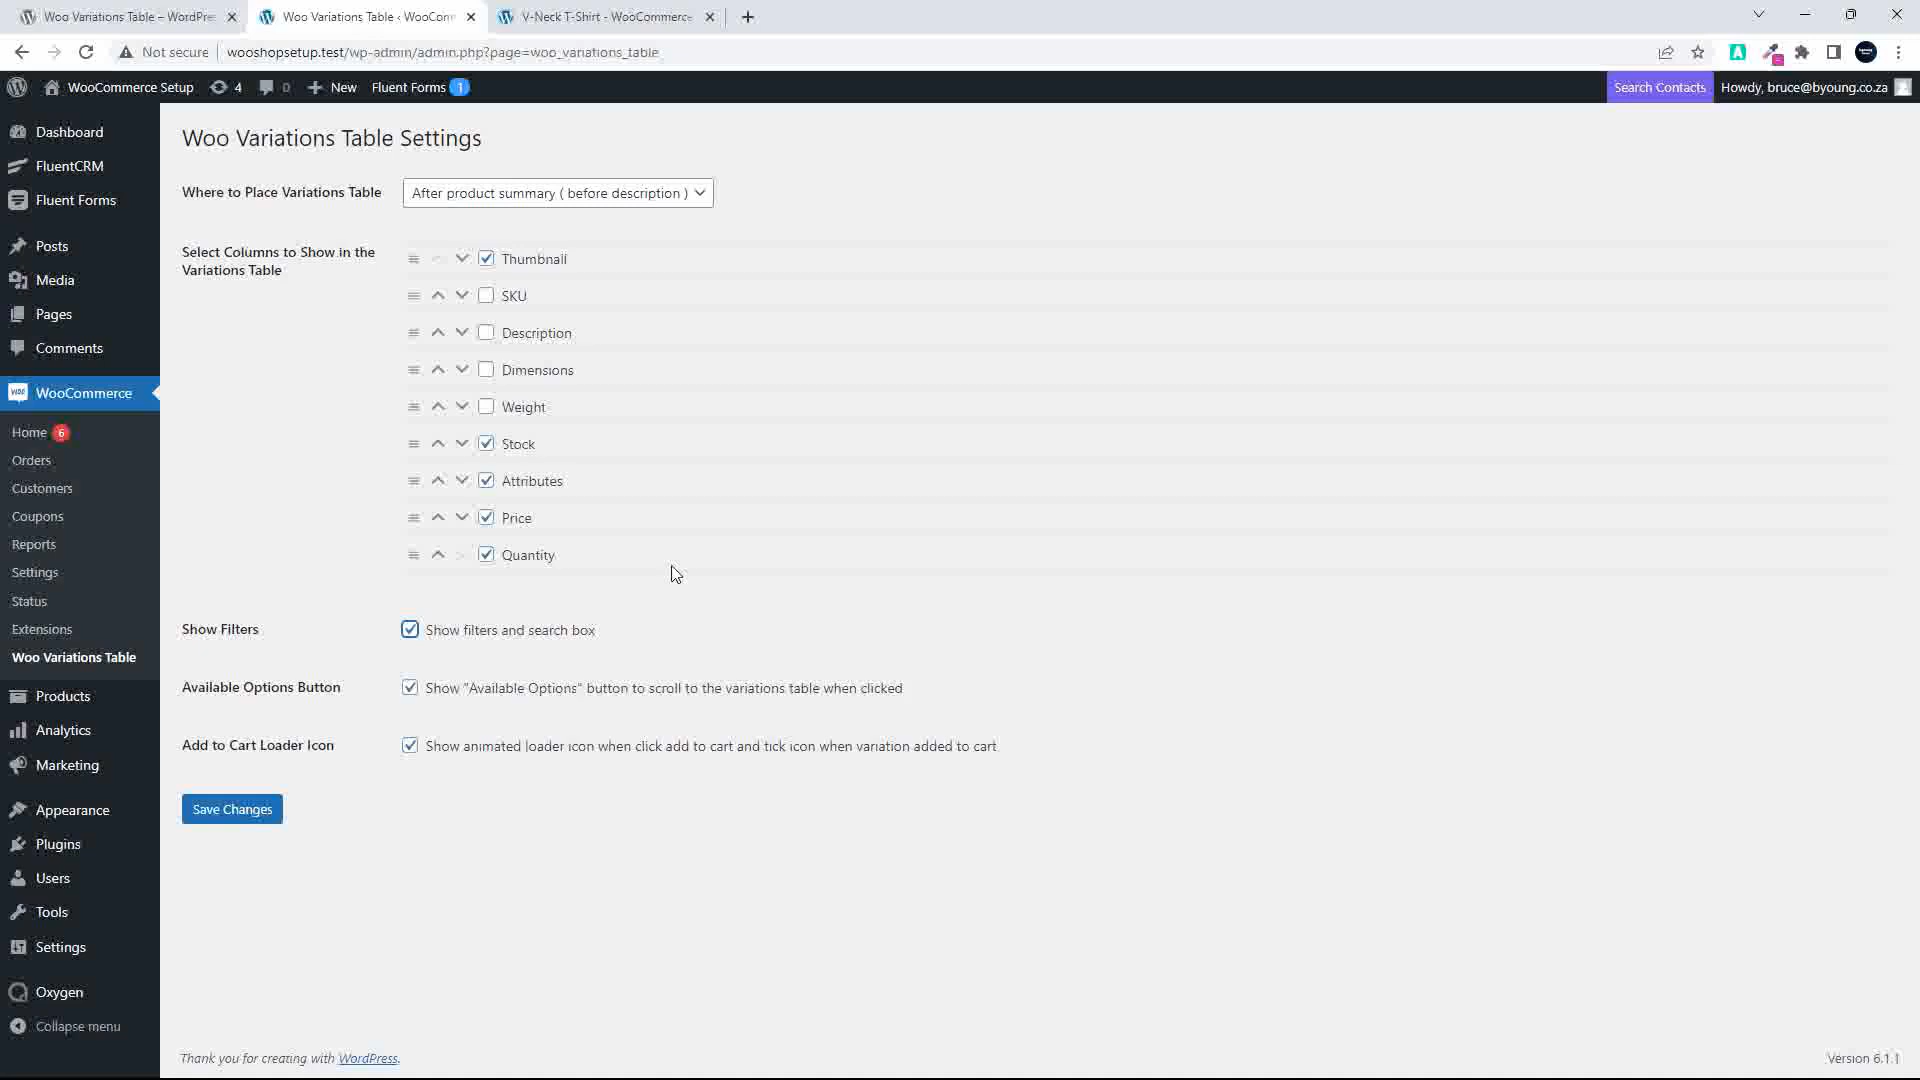 Woo Variations Table – WordPre
Woo Variations Table ‹ WooCom
V-Neck T-Shirt - WooCommerce
Not secure
wooshopsetup.test/wp-admin/admin.php?page=woo_variations_table
WooCommerce Setup
4
0
New
Fluent Forms 1
Search Contacts
Howdy, bruce@byoung.co.za
Dashboard
FluentCRM
Fluent Forms
Posts
Media
Pages
Comments
WooCommerce
Home 6
Orders
Customers
Coupons
Reports
Settings
Status
Extensions
Woo Variations Table
Products
Analytics
Marketing
Appearance
Plugins
Users
Tools
Settings
Oxygen
Collapse menu
Woo Variations Table Settings
Where to Place Variations Table
After product summary ( before description )
Select Columns to Show in the
Variations Table
Thumbnail
SKU
Description
Dimensions
Weight
Stock
Attributes
Price
Quantity
Show Filters
Show filters and search box
Available Options Button
Show "Available Options" button to scroll to the variations table when clicked
Add to Cart Loader Icon
Show animated loader icon when click add to cart and tick icon when variation added to cart
Save Changes
Thank you for creating with WordPress.
Version 6.1.1